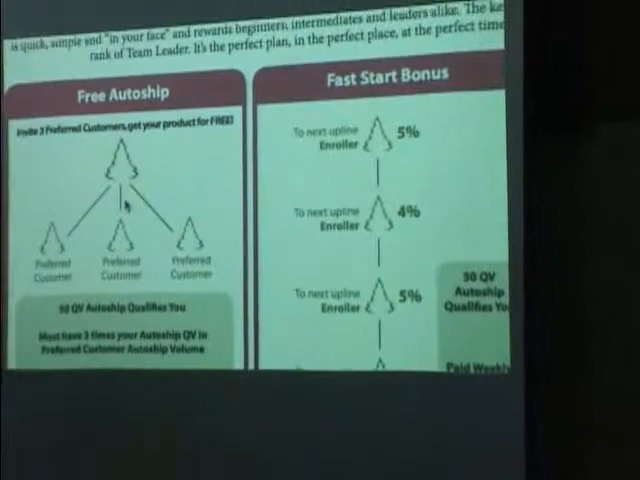 is quick, simple and "in your face" and rewards beginners, intermediates and leaders alike. The
rank of Team Leader. It's the perfect plan, in the perfect place, at the perfect time
Free Autoship
Invite 3 Preferred Customers, get your product for FREE!
Preferred
Customer
Preferred
Customer
Preferred
Customer
50 QV Autoship Qualifies You
Must have 3 times your Autoship QV in
Preferred Customer Autoship Volume
Fast Start Bonus
To next upline
Enroller
5%
To next upline
Enroller
4%
To next upline
Enroller
5%
50 QV
Autoship
Qualifies
Paid Weekly